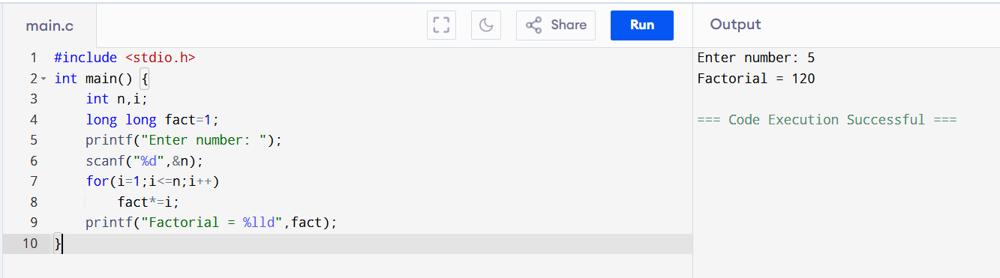 main.c
Share
Run
Output
1 #include <stdio.h>
2 int main() {
3     int n,i;
4     long long fact=1;
5     printf("Enter number: ");
6     scanf("%d",&n);
7     for(i=1;i<=n;i++)
8         fact*=i;
9     printf("Factorial = %lld",fact);
10 }
Enter number: 5
Factorial = 120
=== Code Execution Successful ===